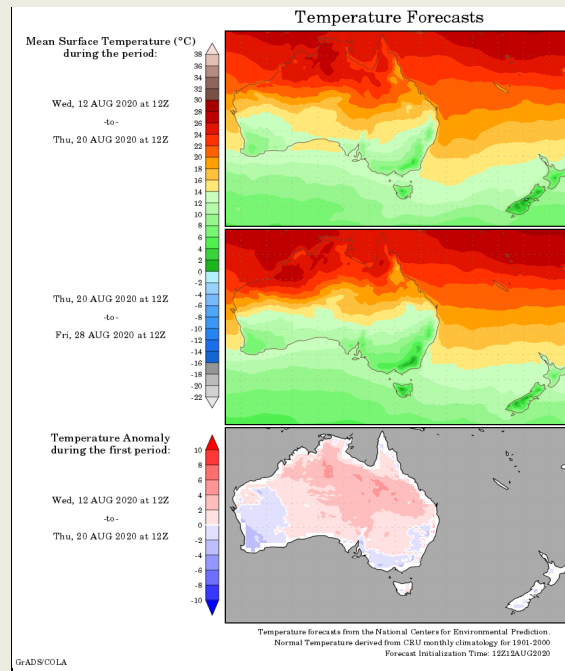 Temperature Forecasts
Mean Surface Temperature (°C)
during the period:
Wed, 12 AUG 2020 at 12Z
-to-
Thu, 20 AUG 2020 at 12Z
38
36
34
32
30
28
26
24
22
20
18
16
14
12
10
8
6
4
2
0
-2
-4
-6
-8
-10
-12
-14
-16
-18
-20
-22
Thu, 20 AUG 2020 at 12Z
-to-
Fri, 28 AUG 2020 at 12Z
Temperature Anomaly
during the first period:
Wed, 12 AUG 2020 at 12Z
-to-
Thu, 20 AUG 2020 at 12Z
10
8
6
4
2
0
-2
-4
-6
-8
-10
Temperature forecasts from the National Centers for Environmental Prediction.
Normal Temperature derived from CRU monthly climatology for 1901-2000
Forecast Initialization Time: 12Z12AUG2020
GrADS/COLA